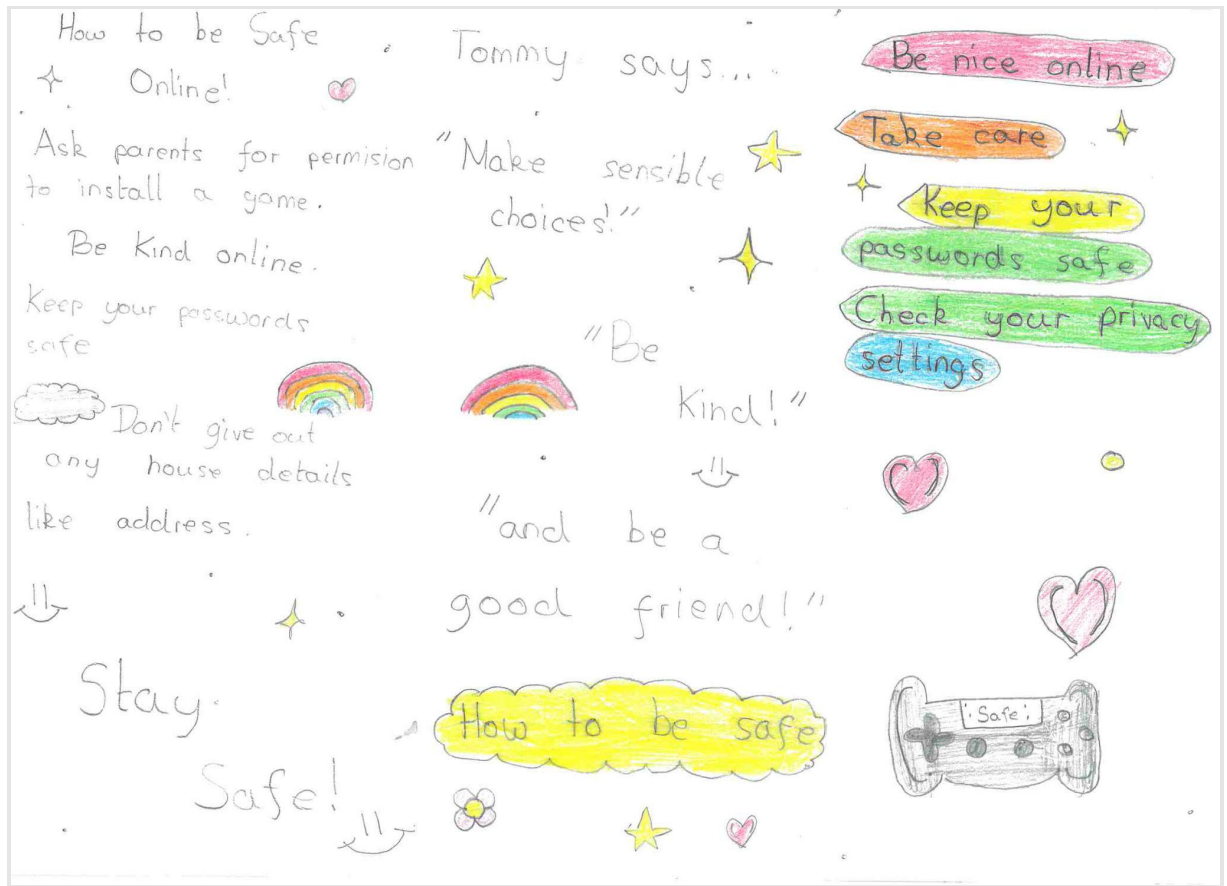 How to be Safe
Online!
Ask parents for permision
to install a game.
Be Kind online.
Keep your passwords
safe
Don't give out
any house details
like address.
Stay
Safe!
Tommy says...
"Make sensible
choices!"
"Be
Kind!"
"and be a
good friend!"
How to be safe
Be nice online
Take care
Keep your
passwords safe
Check your privacy
settings
Safe